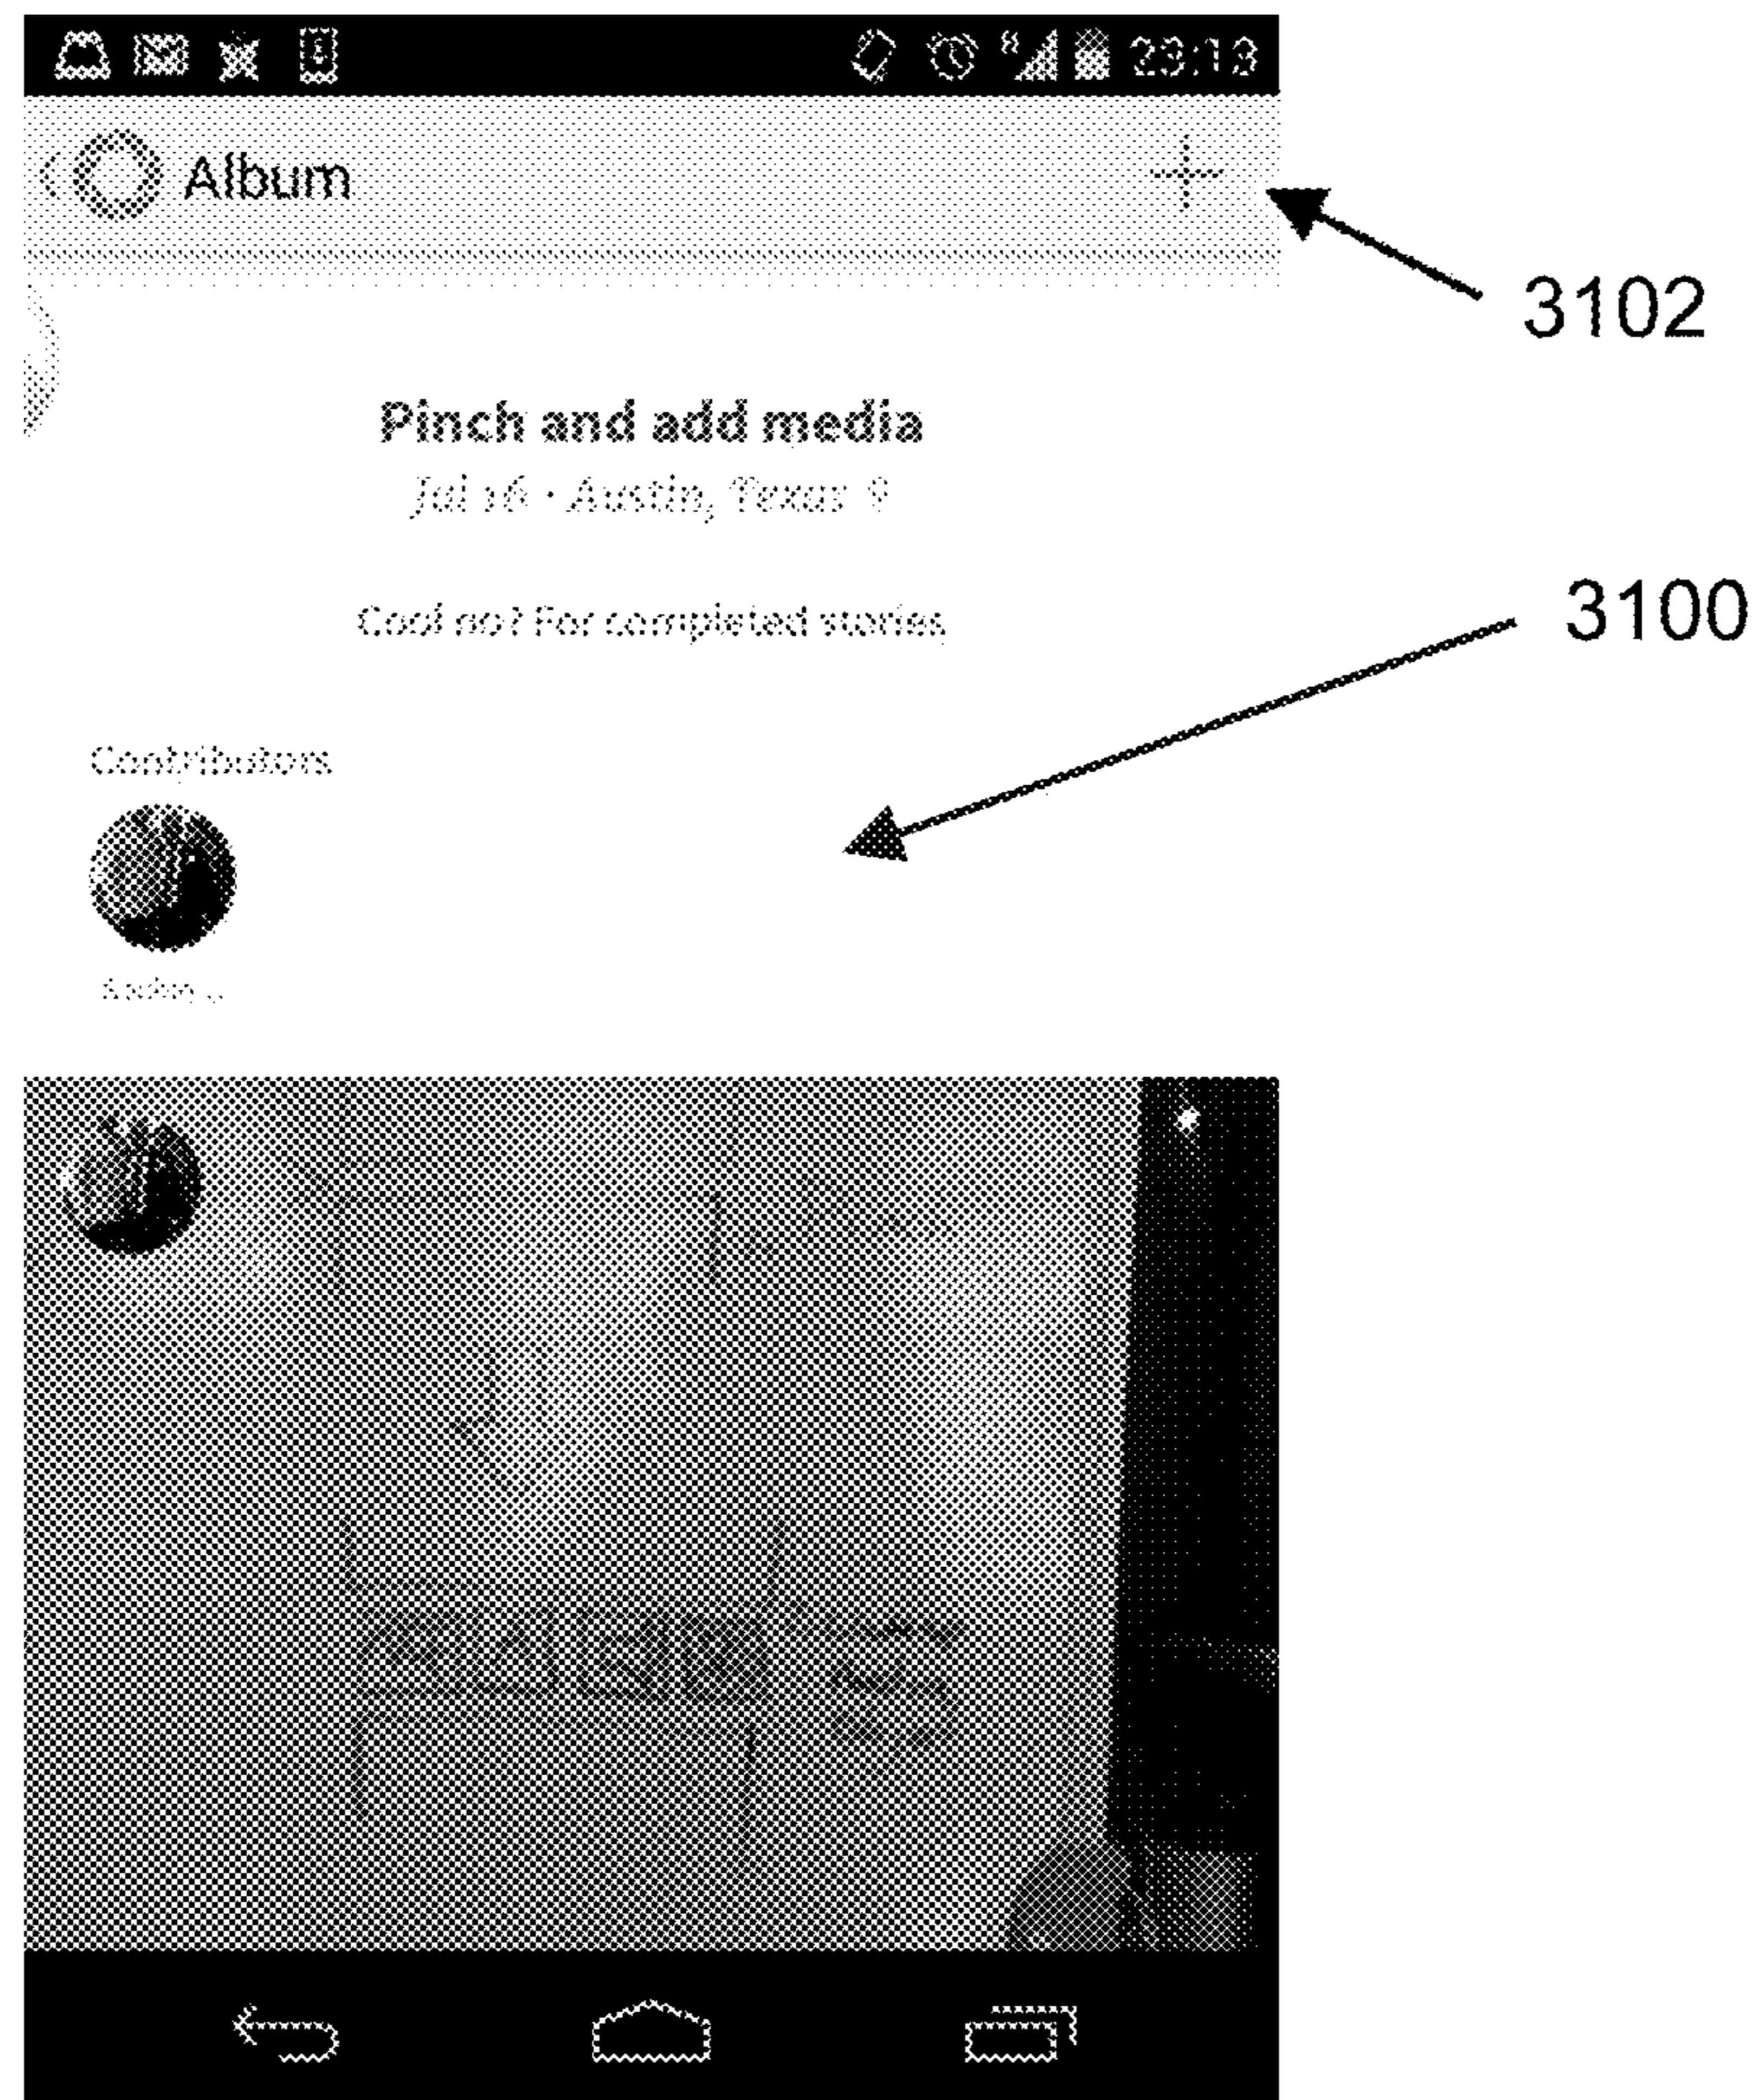 23:13
Album
3102
Pinch and add media
Jul 16 · Austin, Texas
3100
Cool no? For completed stories
Contributors